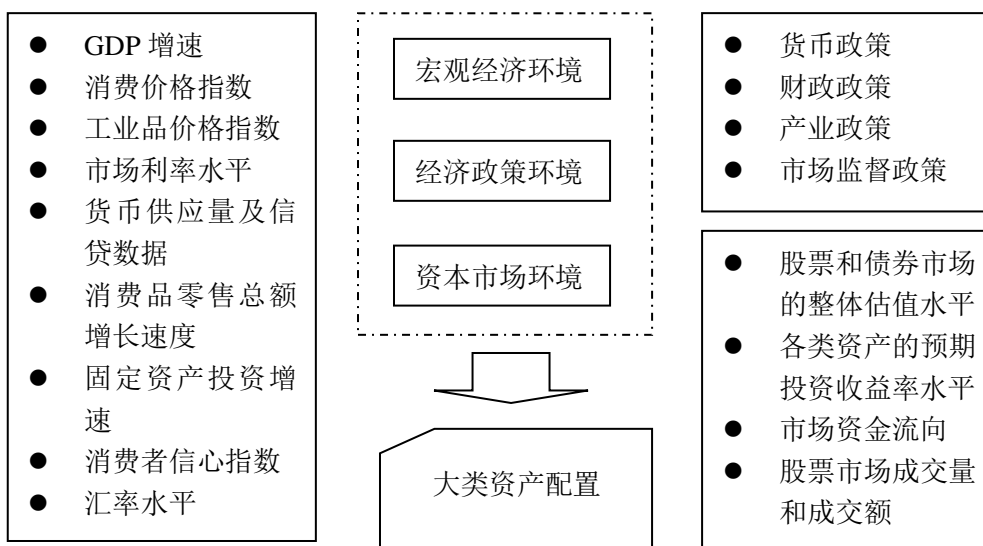 ● GDP 增速
● 消费价格指数
● 工业品价格指数
● 市场利率水平
● 货币供应量及信
贷数据
● 消费品零售总额
增长速度
● 固定资产投资增
速
● 消费者信心指数
● 汇率水平
宏观经济环境
经济政策环境
资本市场环境
大类资产配置
● 货币政策
● 财政政策
● 产业政策
● 市场监督政策
● 股票和债券市场
的整体估值水平
● 各类资产的预期
投资收益率水平
● 市场资金流向
● 股票市场成交量
和成交额